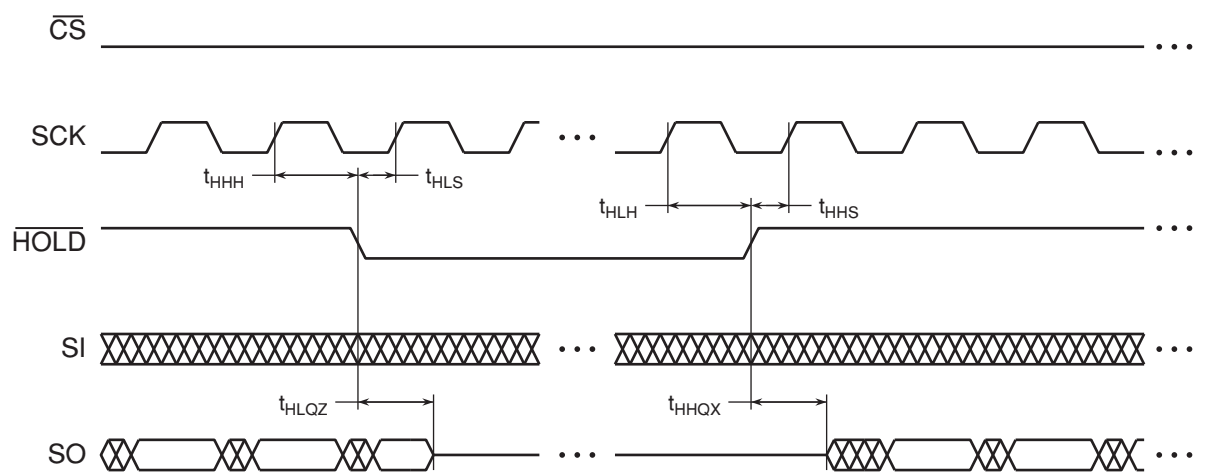 CS
SCK
tHHH tHLS
tHLH tHHS
HOLD
SI
tHLQZ tHHQX
SO